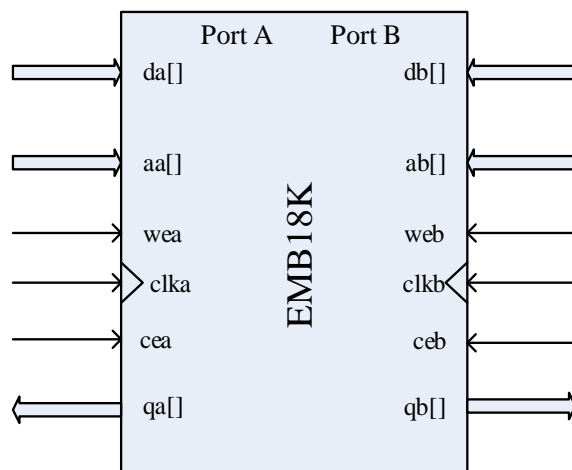 Port A Port B
da[] db[]
aa[] ab[]
EMB18K
wea web
clka clkb
cea ceb
qa[] qb[]